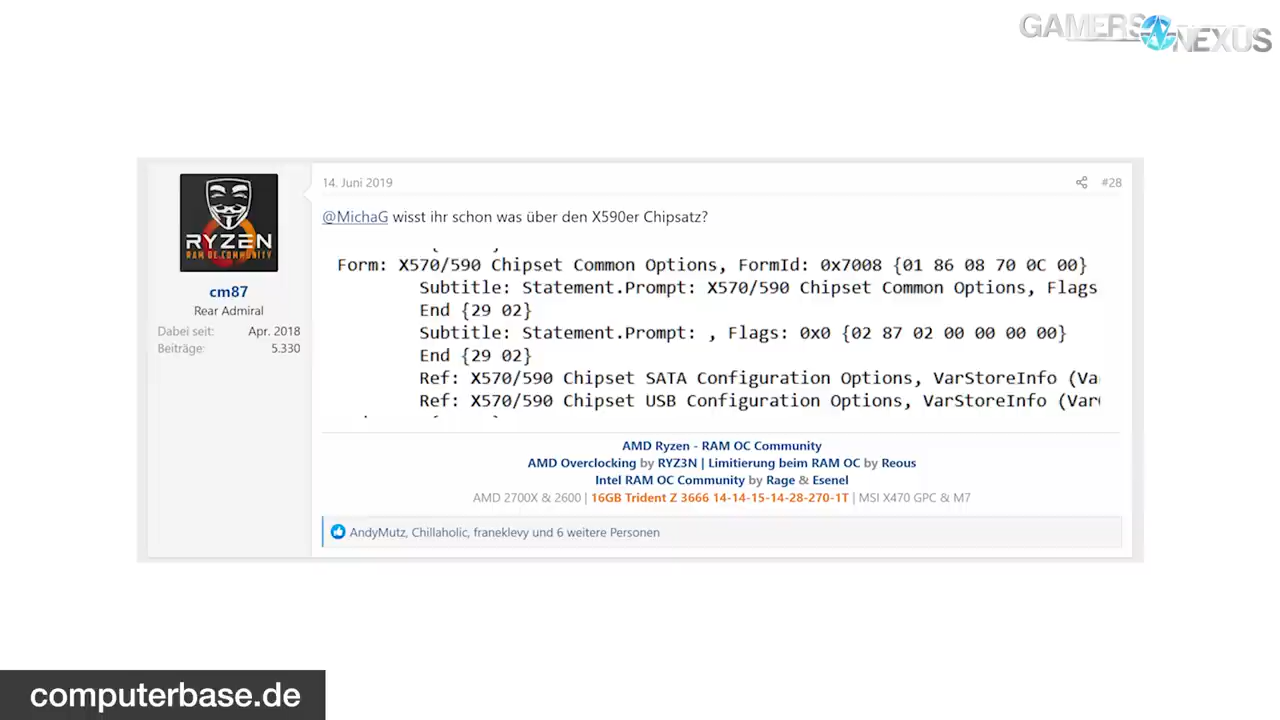 GAMERS NEXUS
14. Juni 2019
#28
@MichaG wisst ihr schon was über den X590er Chipsatz?
RYZEN
RAM OC COMMUNITY
cm87
Rear Admiral
Dabei seit: Apr. 2018
Beiträge: 5.330
Form: X570/590 Chipset Common Options, FormId: 0x7008 {01 86 08 70 0C 00}
Subtitle: Statement.Prompt: X570/590 Chipset Common Options, Flags
End {29 02}
Subtitle: Statement.Prompt: , Flags: 0x0 {02 87 02 00 00 00 00}
End {29 02}
Ref: X570/590 Chipset SATA Configuration Options, VarStoreInfo (Va
Ref: X570/590 Chipset USB Configuration Options, VarStoreInfo (Var
AMD Ryzen - RAM OC Community
AMD Overclocking by RYZ3N | Limitierung beim RAM OC by Reous
Intel RAM OC Community by Rage & Esenel
AMD 2700X & 2600 | 16GB Trident Z 3666 14-14-15-14-28-270-1T | MSI X470 GPC & M7
AndyMutz, Chillaholic, franeklevy und 6 weitere Personen
computerbase.de